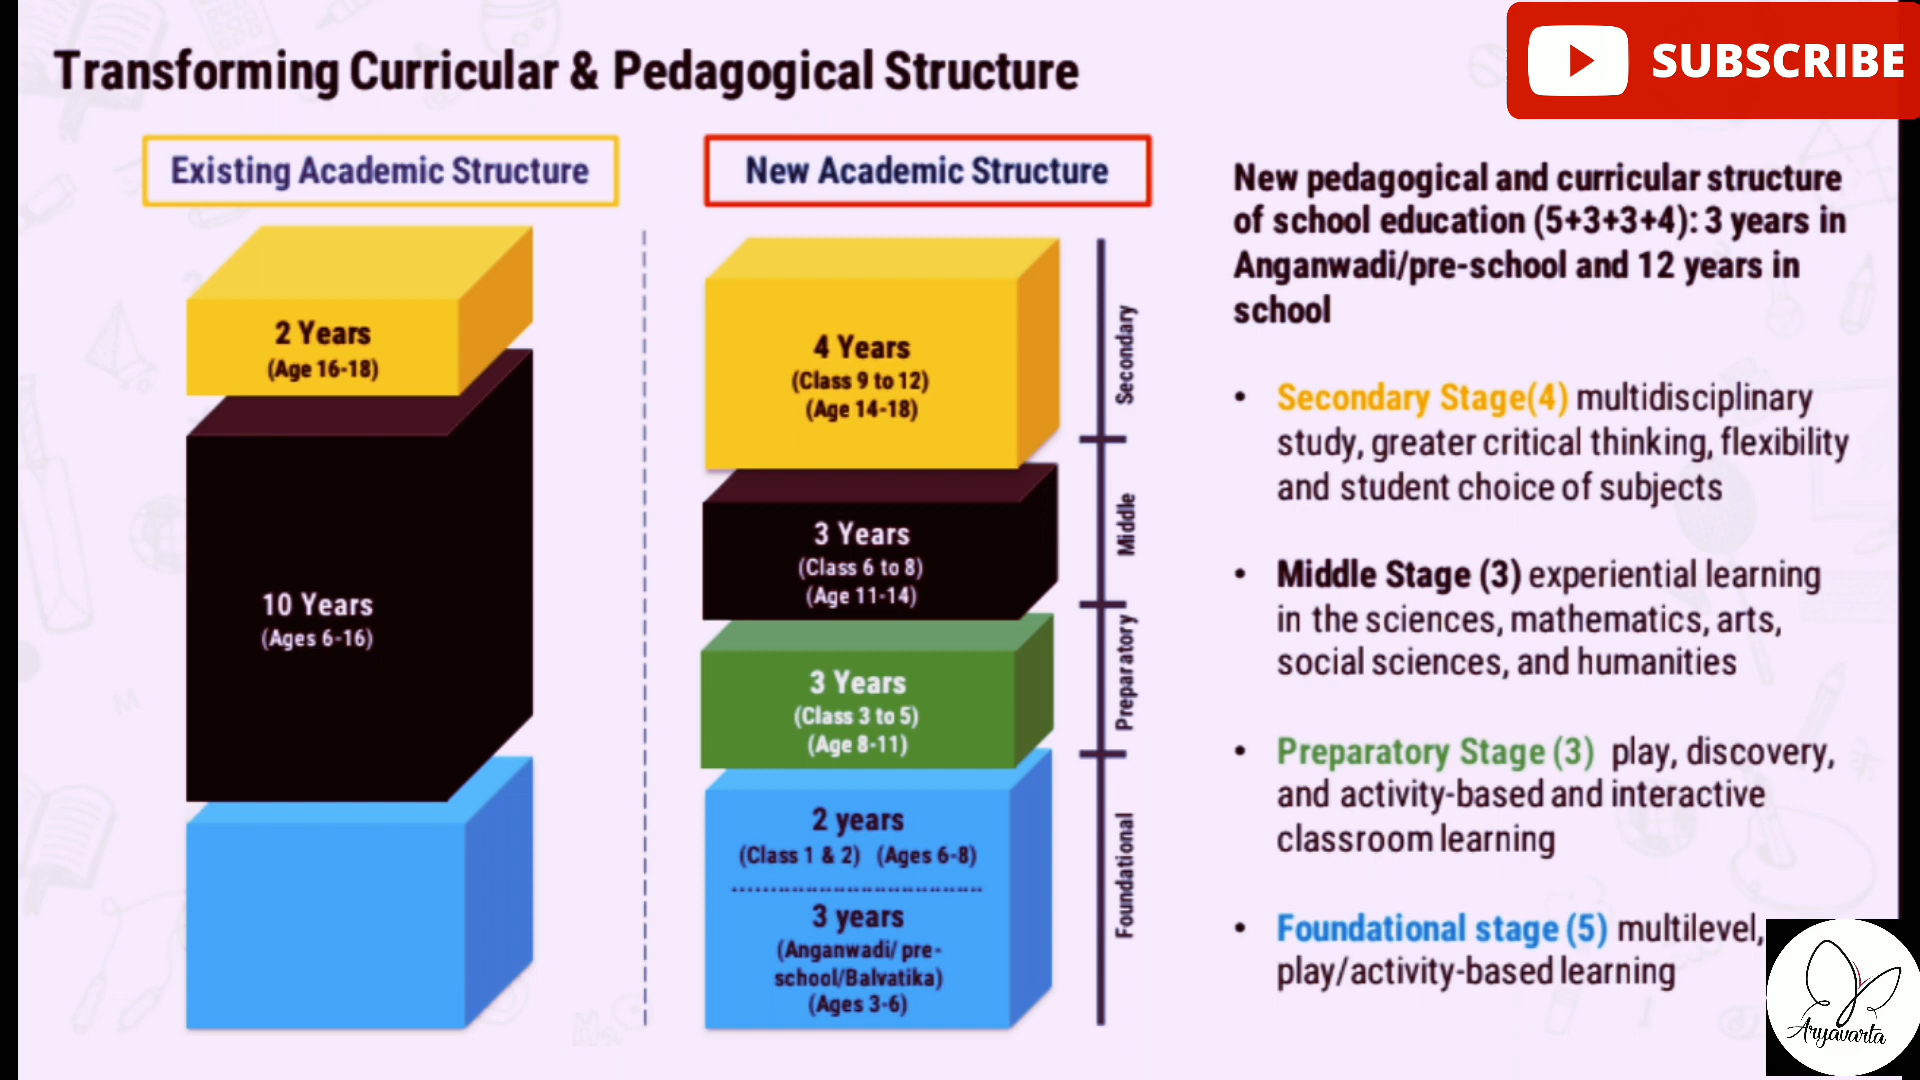 Transforming Curricular & Pedagogical Structure
SUBSCRIBE
Existing Academic Structure
2 Years
(Age 16-18)
10 Years
(Ages 6-16)
New Academic Structure
4 Years
(Class 9 to 12)
(Age 14-18)
Secondary
3 Years
(Class 6 to 8)
(Age 11-14)
Middle
3 Years
(Class 3 to 5)
(Age 8-11)
Preparatory
2 years
(Class 1 & 2) (Ages 6-8)
3 years
(Anganwadi/ pre-
school/Balvatika)
(Ages 3-6)
Foundational
New pedagogical and curricular structure
of school education (5+3+3+4): 3 years in
Anganwadi/pre-school and 12 years in
school
• Secondary Stage(4) multidisciplinary
study, greater critical thinking, flexibility
and student choice of subjects
• Middle Stage (3) experiential learning
in the sciences, mathematics, arts,
social sciences, and humanities
• Preparatory Stage (3) play, discovery,
and activity-based and interactive
classroom learning
• Foundational stage (5) multilevel,
play/activity-based learning
Aryavarta